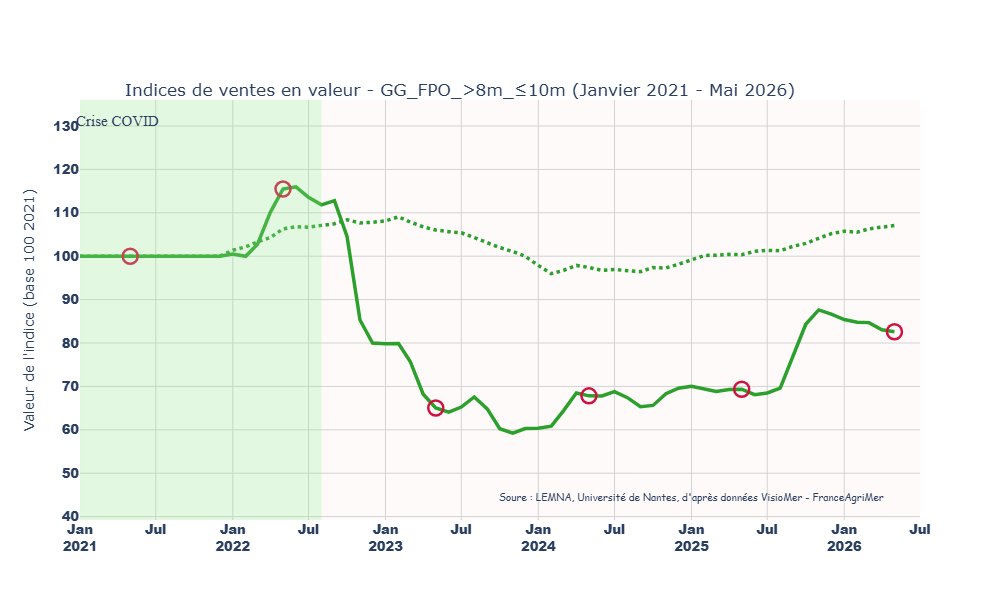 Indices de ventes en valeur - GG_FPO_>8m_≤10m (Janvier 2021 - Mai 2026)
Crise COVID
Valeur de l'indice (base 100 2021)
130
120
110
100
90
80
70
60
50
40
Soure : LEMNA, Université de Nantes, d'après données VisioMer - FranceAgriMer
Jan Jul Jan Jul Jan Jul Jan Jul Jan Jul Jan Jul
2021 2022 2023 2024 2025 2026